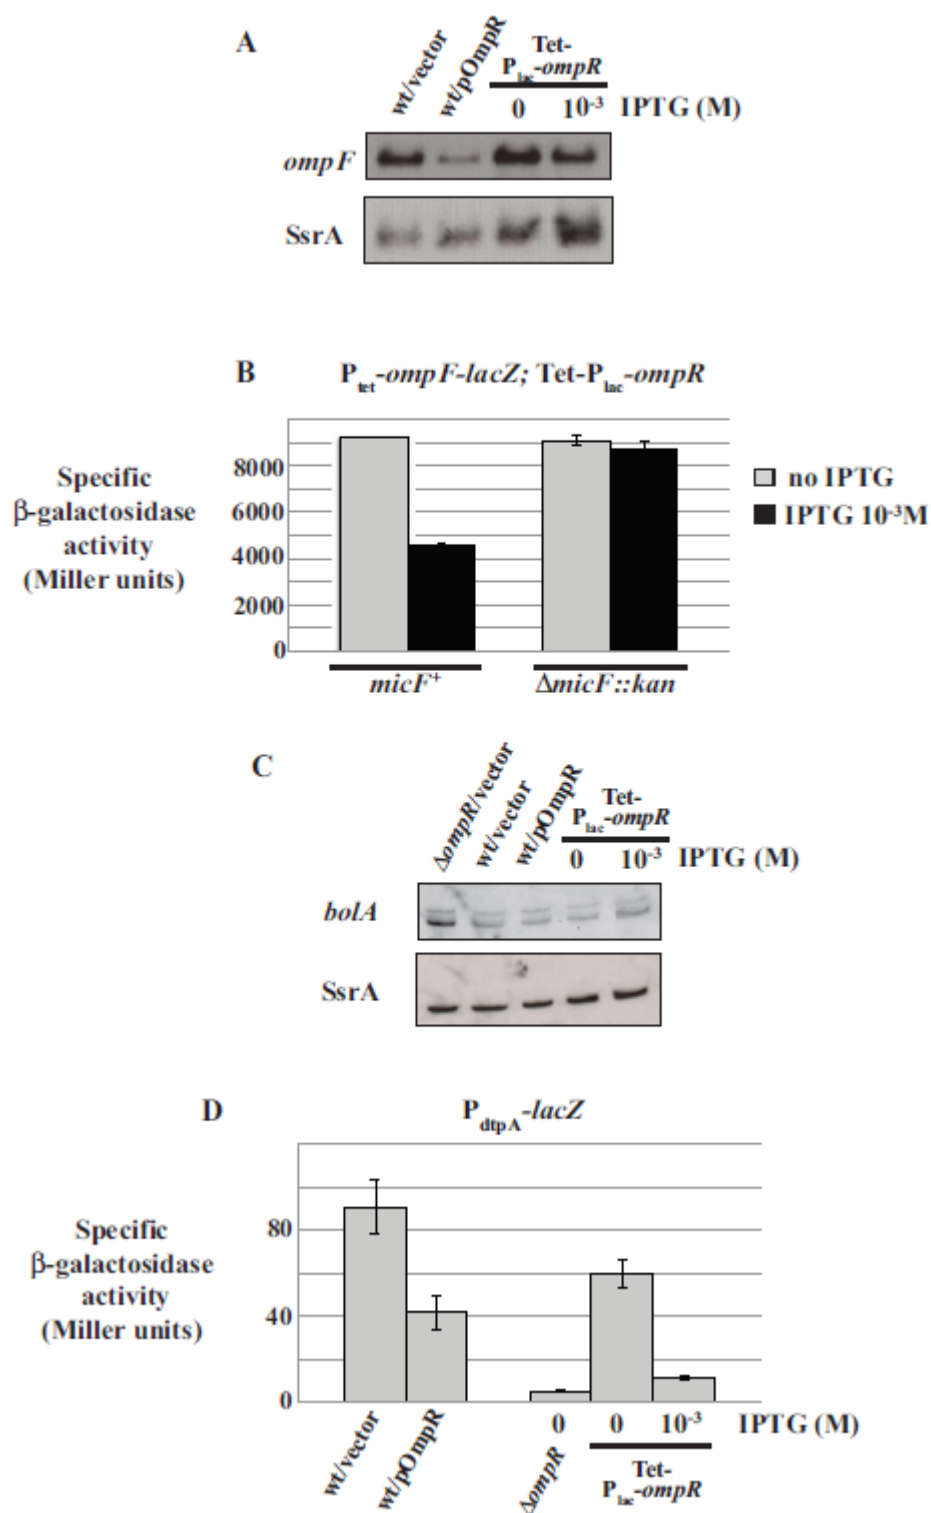 A
wt/vector
wt/pOmpR
Tet-
Plac-ompR
0 10-3 IPTG (M)
ompF
SsrA
B Ptet-ompF-lacZ; Tet-Plac-ompR
Specific
β-galactosidase
activity
(Miller units)
8000
6000
4000
2000
0
no IPTG
IPTG 10-3M
micF+ ΔmicF::kan
C
ΔompR/vector
wt/vector
wt/pOmpR
Tet-
Plac-ompR
0 10-3 IPTG (M)
bolA
SsrA
D PdtpA-lacZ
Specific
β-galactosidase
activity
(Miller units)
80
40
0
wt/vector
wt/pOmpR
0 0 10-3 IPTG (M)
ΔompR
Tet-
Plac-ompR